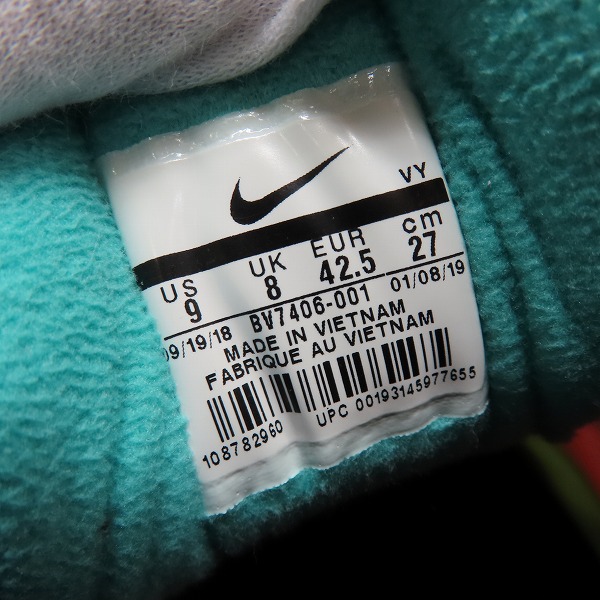 VY
US UK EUR cm
9 8 42.5 27
09/19/18 BV7406-001 01/08/19
MADE IN VIETNAM
FABRIQUE AU VIETNAM
108782960 UPC 00193145977655